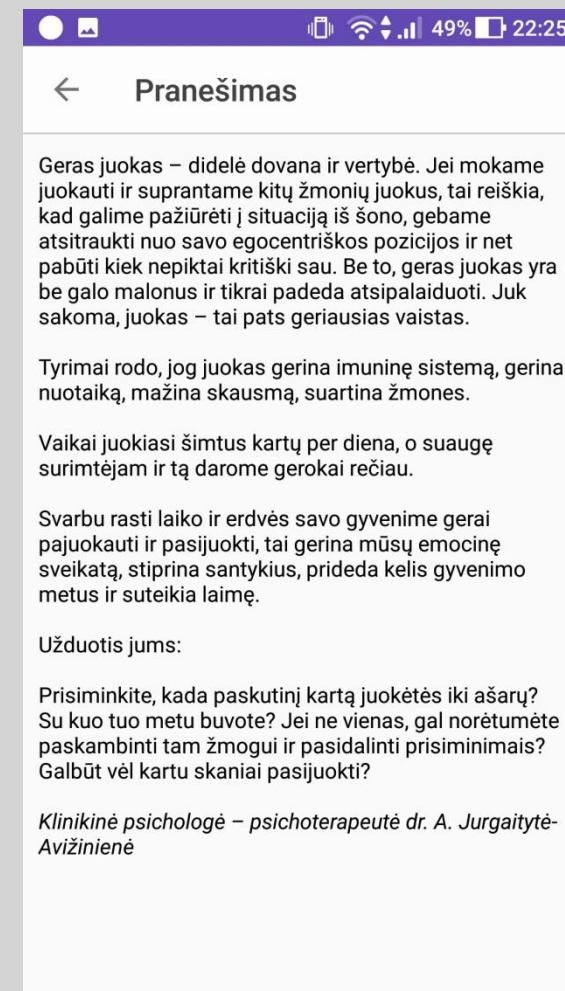 49% 22:25
Pranešimas
Geras juokas – didelė dovana ir vertybė. Jei mokame
juokauti ir suprantame kitų žmonių juokus, tai reiškia,
kad galime pažiūrėti į situaciją iš šono, gebame
atsitraukti nuo savo egocentriškos pozicijos ir net
pabūti kiek nepiktai kritiški sau. Be to, geras juokas yra
be galo malonus ir tikrai padeda atsipalaiduoti. Juk
sakoma, juokas – tai pats geriausias vaistas.
Tyrimai rodo, jog juokas gerina imuninę sistemą, gerina
nuotaiką, mažina skausmą, suartina žmones.
Vaikai juokiasi šimtus kartų per diena, o suaugę
surimtėjam ir tą darome gerokai rečiau.
Svarbu rasti laiko ir erdvės savo gyvenime gerai
pajuokauti ir pasijuokti, tai gerina mūsų emocinę
sveikatą, stiprina santykius, prideda kelis gyvenimo
metus ir suteikia laimę.
Užduotis jums:
Prisiminkite, kada paskutinį kartą juokėtės iki ašarų?
Su kuo tuo metu buvote? Jei ne vienas, gal norėtumėte
paskambinti tam žmogui ir pasidalinti prisiminimais?
Galbūt vėl kartu skaniai pasijuokti?
Klinikinė psichologė – psichoterapeutė dr. A. Jurgaitytė-
Avižinienė